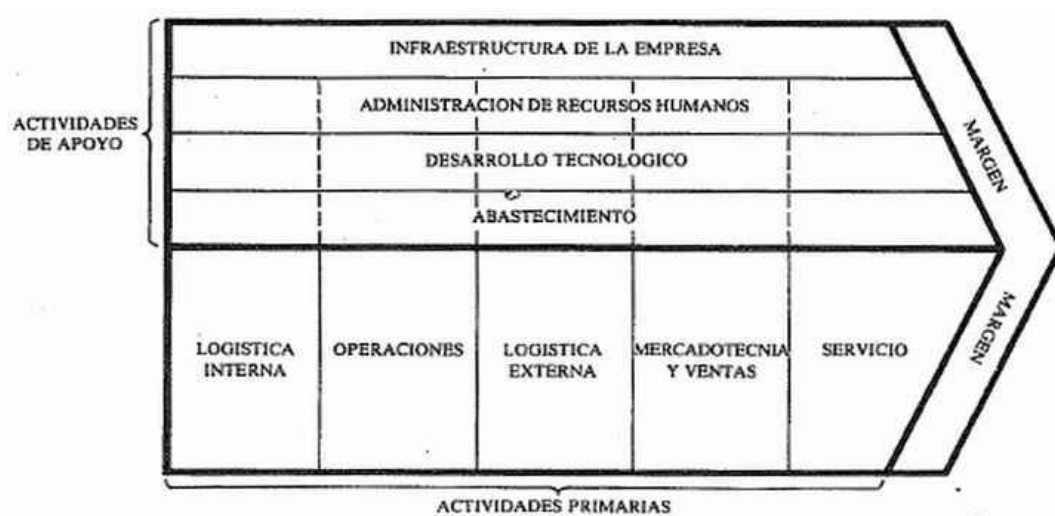 INFRAESTRUCTURA DE LA EMPRESA
ADMINISTRACION DE RECURSOS HUMANOS
ACTIVIDADES
DE APOYO
DESARROLLO TECNOLOGICO
ABASTECIMIENTO
MARGEN
LOGISTICA
INTERNA
OPERACIONES
LOGISTICA
EXTERNA
MERCADOTECNIA
Y VENTAS
SERVICIO
MARGEN
ACTIVIDADES PRIMARIAS